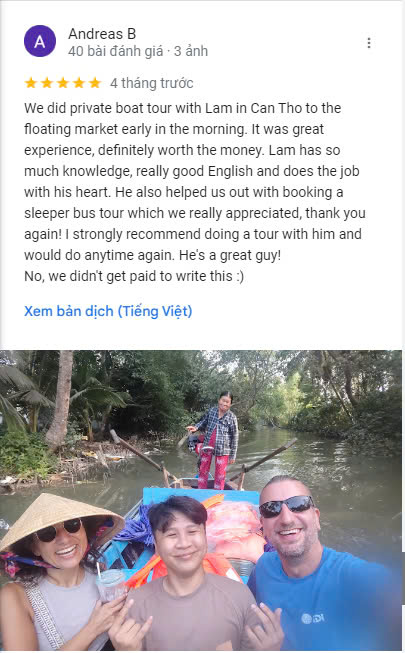 A
Andreas B
40 bài đánh giá · 3 ảnh
4 tháng trước
We did private boat tour with Lam in Can Tho to the
floating market early in the morning. It was great
experience, definitely worth the money. Lam has so
much knowledge, really good English and does the job
with his heart. He also helped us out with booking a
sleeper bus tour which we really appreciated, thank you
again! I strongly recommend doing a tour with him and
would do anytime again. He's a great guy!
No, we didn't get paid to write this :)
Xem bản dịch (Tiếng Việt)